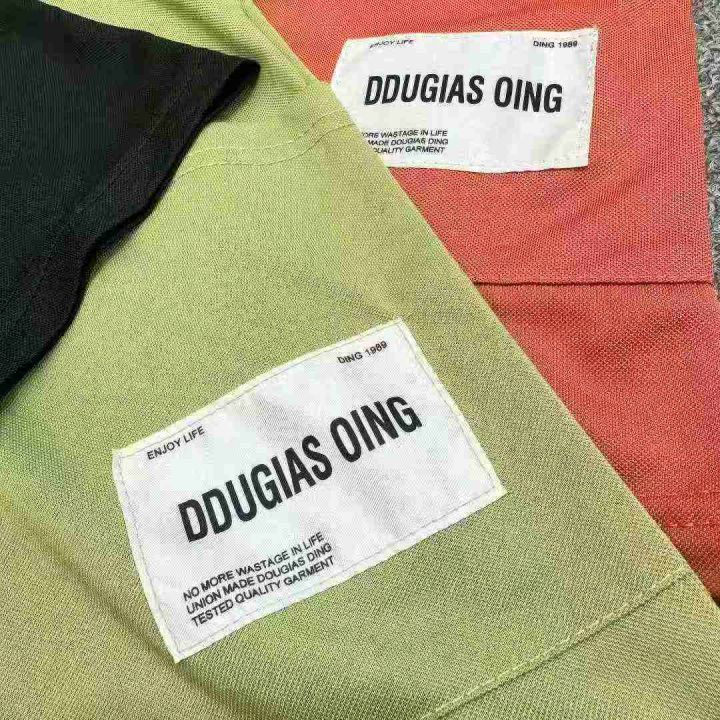 ENJOY LIFE
DING 1989
DDUGIAS OING
ORE WASTAGE IN LIFE
MADE DOUGIAS DING
QUALITY GARMENT
DING 1989
ENJOY LIFE
DDUGIAS OING
NO MORE WASTAGE IN LIFE
UNION MADE DOUGIAS DING
TESTED QUALITY GARMENT